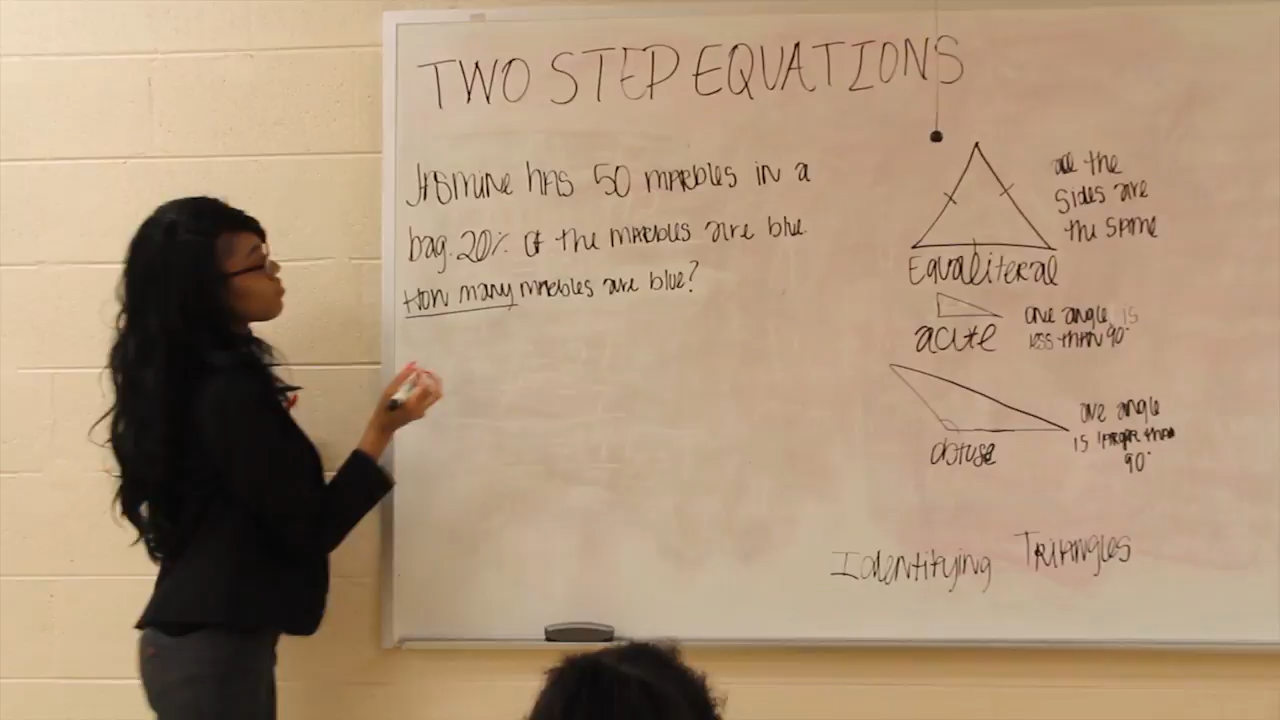 TWO STEP EQUATIONS
JASMINE HAS 50 MARBLES IN A
bag. 20% of the MARBLES are blue.
How many MARBLES are blue?
all the
sides are
the same
Equaliteral
acute
one angle is
less than 90°
obtuse
one angle
is larger than
90°
Identifying TRIANGLES